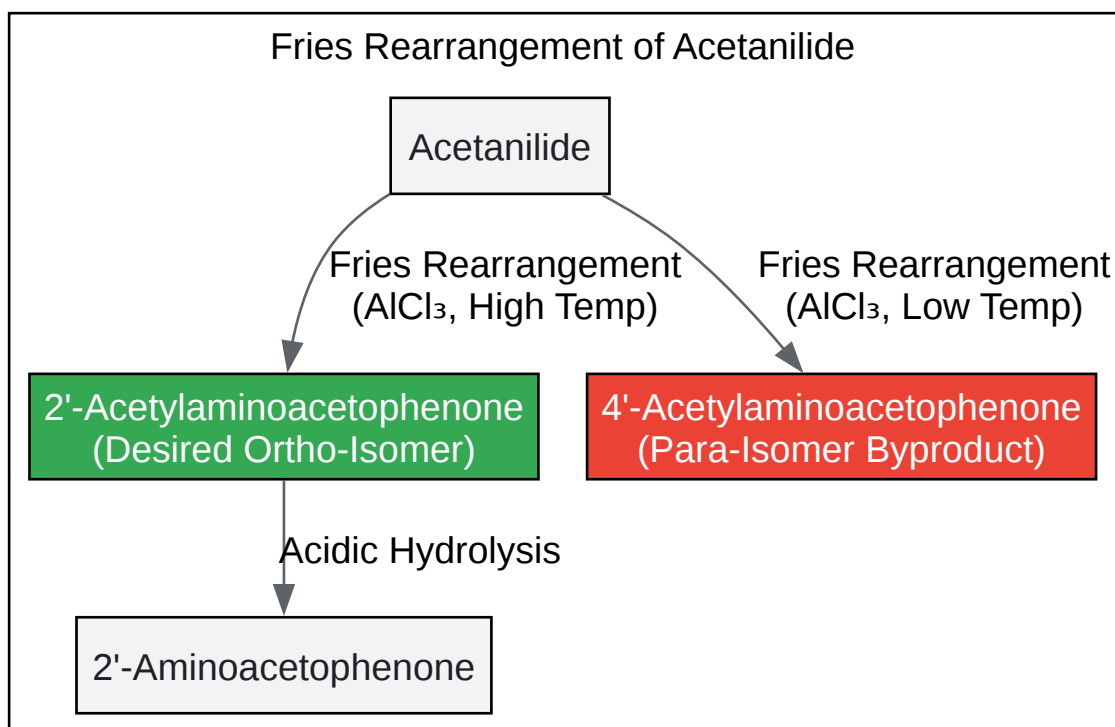 Fries Rearrangement of Acetanilide
Acetanilide
Fries Rearrangement
(AlCl₃, High Temp)
Fries Rearrangement
(AlCl₃, Low Temp)
2'-Acetylaminoacetophenone
(Desired Ortho-Isomer)
4'-Acetylaminoacetophenone
(Para-Isomer Byproduct)
Acidic Hydrolysis
2'-Aminoacetophenone